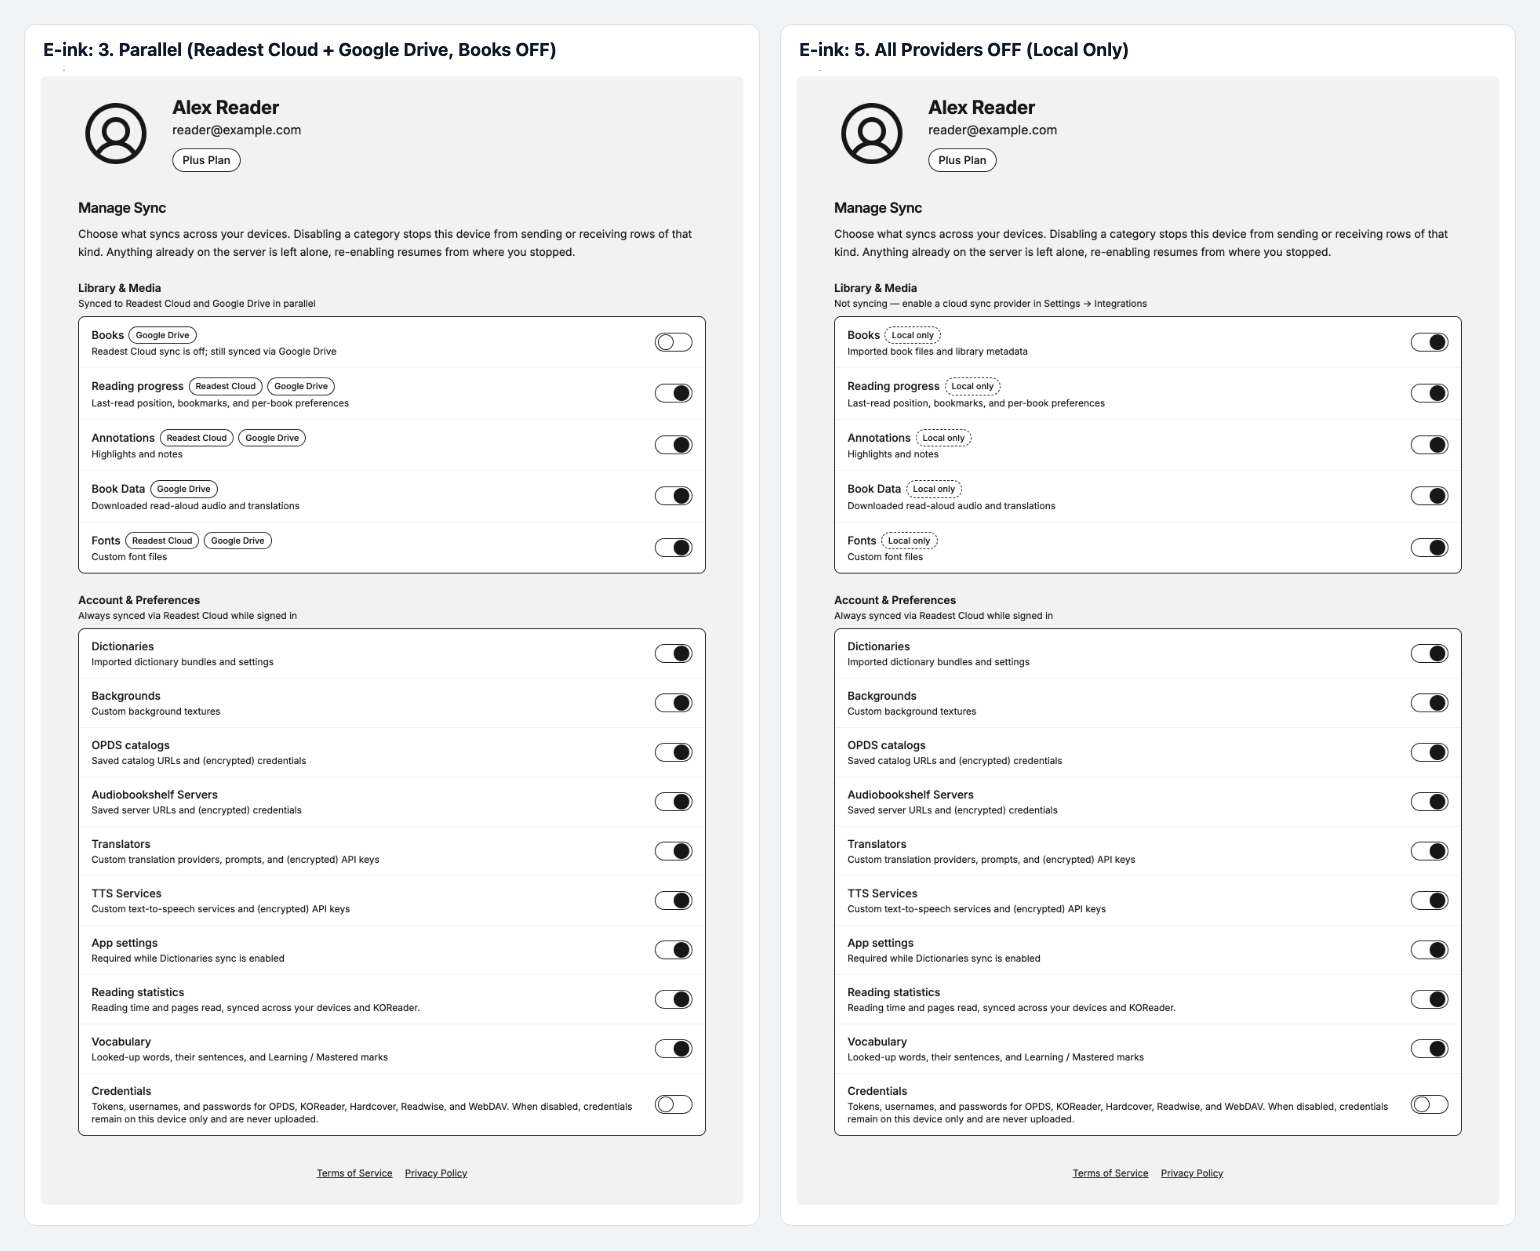 E-ink: 3. Parallel (Readest Cloud + Google Drive, Books OFF)
Alex Reader
reader@example.com
Plus Plan
Manage Sync
Choose what syncs across your devices. Disabling a category stops this device from sending or receiving rows of that
kind. Anything already on the server is left alone, re-enabling resumes from where you stopped.
Library & Media
Synced to Readest Cloud and Google Drive in parallel
Books Google Drive
Readest Cloud sync is off; still synced via Google Drive
Reading progress Readest Cloud Google Drive
Last-read position, bookmarks, and per-book preferences
Annotations Readest Cloud Google Drive
Highlights and notes
Book Data Google Drive
Downloaded read-aloud audio and translations
Fonts Readest Cloud Google Drive
Custom font files
Account & Preferences
Always synced via Readest Cloud while signed in
Dictionaries
Imported dictionary bundles and settings
Backgrounds
Custom background textures
OPDS catalogs
Saved catalog URLs and (encrypted) credentials
Audiobookshelf Servers
Saved server URLs and (encrypted) credentials
Translators
Custom translation providers, prompts, and (encrypted) API keys
TTS Services
Custom text-to-speech services and (encrypted) API keys
App settings
Required while Dictionaries sync is enabled
Reading statistics
Reading time and pages read, synced across your devices and KOReader.
Vocabulary
Looked-up words, their sentences, and Learning / Mastered marks
Credentials
Tokens, usernames, and passwords for OPDS, KOReader, Hardcover, Readwise, and WebDAV. When disabled, credentials
remain on this device only and are never uploaded.
Terms of Service Privacy Policy
E-ink: 5. All Providers OFF (Local Only)
Alex Reader
reader@example.com
Plus Plan
Manage Sync
Choose what syncs across your devices. Disabling a category stops this device from sending or receiving rows of that
kind. Anything already on the server is left alone, re-enabling resumes from where you stopped.
Library & Media
Not syncing — enable a cloud sync provider in Settings → Integrations
Books Local only
Imported book files and library metadata
Reading progress Local only
Last-read position, bookmarks, and per-book preferences
Annotations Local only
Highlights and notes
Book Data Local only
Downloaded read-aloud audio and translations
Fonts Local only
Custom font files
Account & Preferences
Always synced via Readest Cloud while signed in
Dictionaries
Imported dictionary bundles and settings
Backgrounds
Custom background textures
OPDS catalogs
Saved catalog URLs and (encrypted) credentials
Audiobookshelf Servers
Saved server URLs and (encrypted) credentials
Translators
Custom translation providers, prompts, and (encrypted) API keys
TTS Services
Custom text-to-speech services and (encrypted) API keys
App settings
Required while Dictionaries sync is enabled
Reading statistics
Reading time and pages read, synced across your devices and KOReader.
Vocabulary
Looked-up words, their sentences, and Learning / Mastered marks
Credentials
Tokens, usernames, and passwords for OPDS, KOReader, Hardcover, Readwise, and WebDAV. When disabled, credentials
remain on this device only and are never uploaded.
Terms of Service Privacy Policy